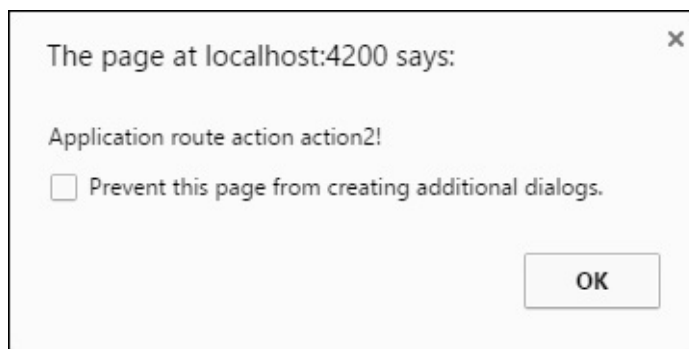 The page at localhost:4200 says:
Application route action action2!
Prevent this page from creating additional dialogs.
OK